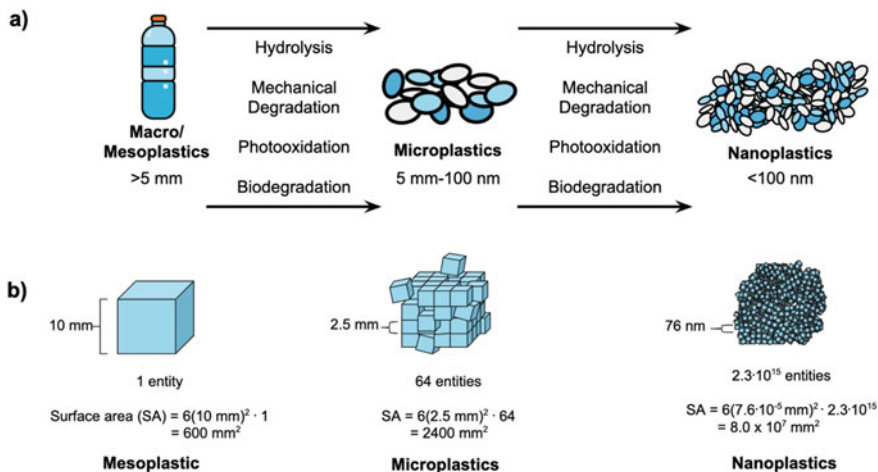 a)
Hydrolysis
Mechanical
Degradation
Photooxidation
Biodegradation
Hydrolysis
Mechanical
Degradation
Photooxidation
Biodegradation
Macro/
Mesoplastics
>5 mm
Microplastics
5 mm-100 nm
Nanoplastics
<100 nm
b)
10 mm
1 entity
Surface area (SA) = 6(10 mm)² · 1
= 600 mm²
Mesoplastic
2.5 mm
64 entities
SA = 6(2.5 mm)² · 64
= 2400 mm²
Microplastics
76 nm
2.3·10¹⁵ entities
SA = 6(7.6·10⁻⁵ mm)² · 2.3·10¹⁵
= 8.0 x 10⁷ mm²
Nanoplastics